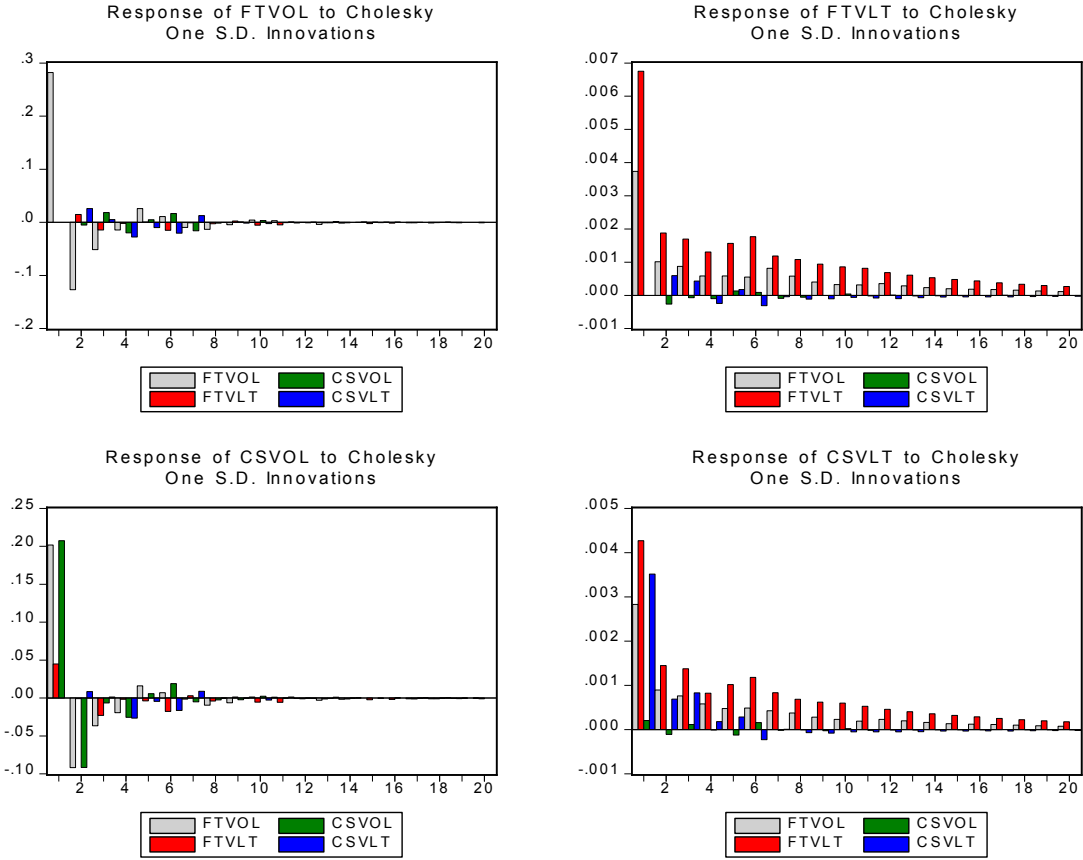 Response of FTVOL to Cholesky
One S.D. Innovations
.3
.2
.1
.0
-.1
-.2
2 4 6 8 10 12 14 16 18 20
FTVOL CSVOL
FTVLT CSVLT
Response of FTVLT to Cholesky
One S.D. Innovations
.007
.006
.005
.004
.003
.002
.001
.000
-.001
2 4 6 8 10 12 14 16 18 20
FTVOL CSVOL
FTVLT CSVLT
Response of CSVOL to Cholesky
One S.D. Innovations
.25
.20
.15
.10
.05
.00
-.05
-.10
2 4 6 8 10 12 14 16 18 20
FTVOL CSVOL
FTVLT CSVLT
Response of CSVLT to Cholesky
One S.D. Innovations
.005
.004
.003
.002
.001
.000
-.001
2 4 6 8 10 12 14 16 18 20
FTVOL CSVOL
FTVLT CSVLT